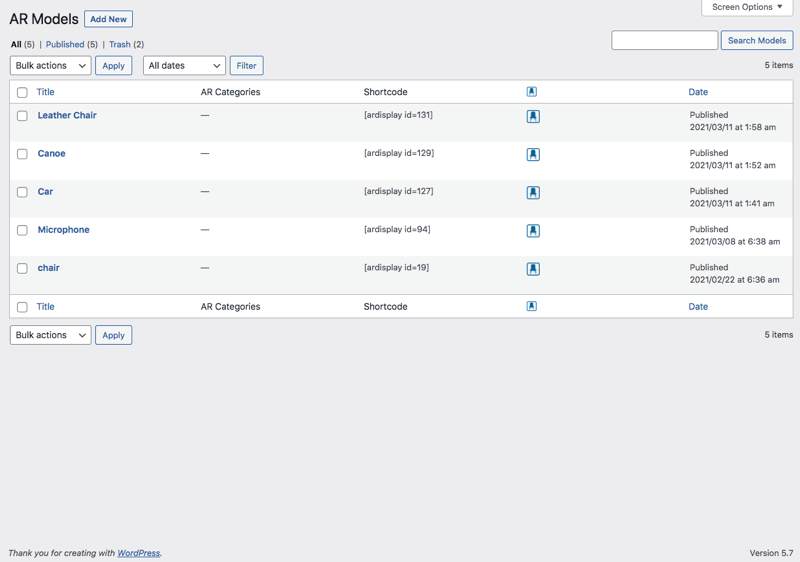 Screen Options ▼
AR Models Add New
All (5) | Published (5) | Trash (2)
Search Models
Bulk actions Apply All dates Filter 5 items
Title AR Categories Shortcode Date
Leather Chair — [ardisplay id=131] Published
2021/03/11 at 1:58 am
Canoe — [ardisplay id=129] Published
2021/03/11 at 1:52 am
Car — [ardisplay id=127] Published
2021/03/11 at 1:41 am
Microphone — [ardisplay id=94] Published
2021/03/08 at 6:38 am
chair — [ardisplay id=19] Published
2021/02/22 at 6:36 am
Title AR Categories Shortcode Date
Bulk actions Apply 5 items
Thank you for creating with WordPress. Version 5.7